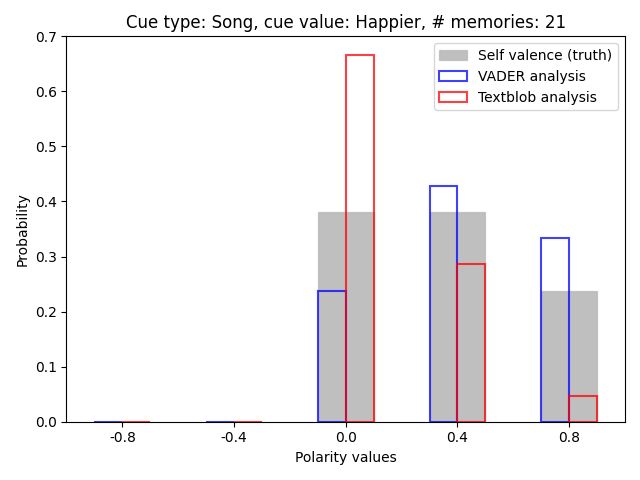 Cue type: Song, cue value: Happier, # memories: 21
Self valence (truth)
VADER analysis
Textblob analysis
Probability
0.7
0.6
0.5
0.4
0.3
0.2
0.1
0.0
-0.8 -0.4 0.0 0.4 0.8
Polarity values